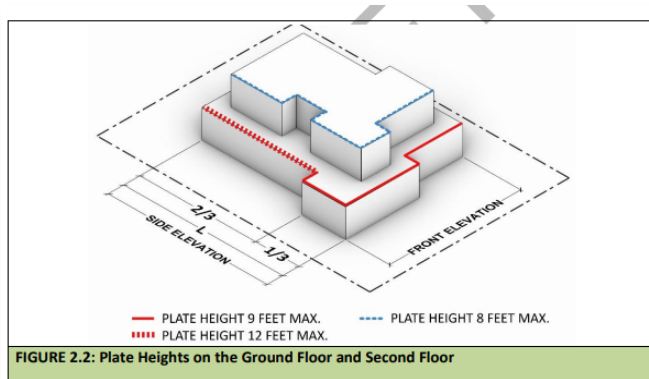 2/3
L
SIDE ELEVATION
1/3
FRONT ELEVATION
PLATE HEIGHT 9 FEET MAX.
PLATE HEIGHT 8 FEET MAX.
PLATE HEIGHT 12 FEET MAX.
FIGURE 2.2: Plate Heights on the Ground Floor and Second Floor